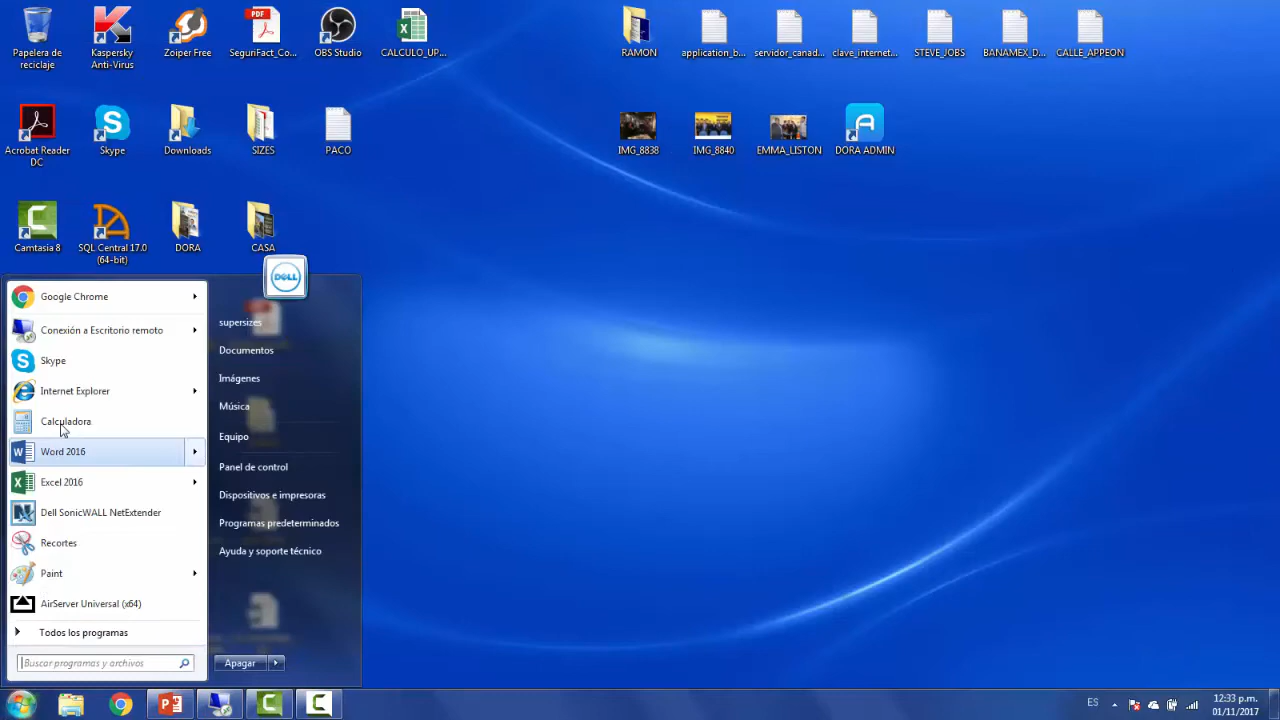 PDF
Papelera de
reciclaje
Kaspersky
Anti-Virus
Zoiper Free
SeguriFact_Co...
OBS Studio
CALCULO_UP...
RAMON
application_b...
servidor_canad...
clave_internet...
STEVE_JOBS
BANAMEX_D...
CALLE_APPEON
Acrobat Reader
DC
Skype
Downloads
SIZES
PACO
IMG_8838
IMG_8840
EMMA_LISTON
DORA ADMIN
Camtasia 8
SQL Central 17.0
(64-bit)
DORA
CASA
DELL
Google Chrome
Conexión a Escritorio remoto
Skype
Internet Explorer
Calculadora
Word 2016
Excel 2016
Dell SonicWALL NetExtender
Recortes
Paint
AirServer Universal (x64)
Todos los programas
Buscar programas y archivos
supersizes
Documentos
Imágenes
Música
Equipo
Panel de control
Dispositivos e impresoras
Programas predeterminados
Ayuda y soporte técnico
Apagar
ES
12:33 p.m.
01/11/2017